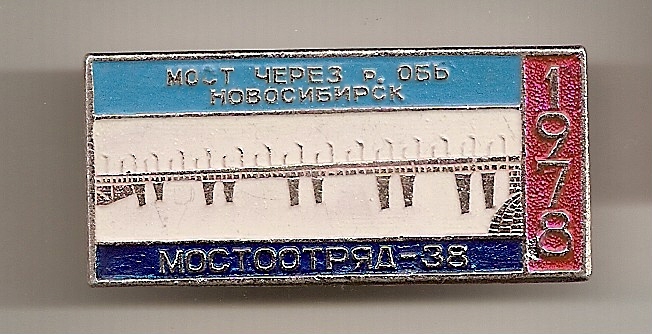 МОСТ ЧЕРЕЗ р. ОБЬ
НОВОСИБИРСК
1978
МОСТООТРЯД-38